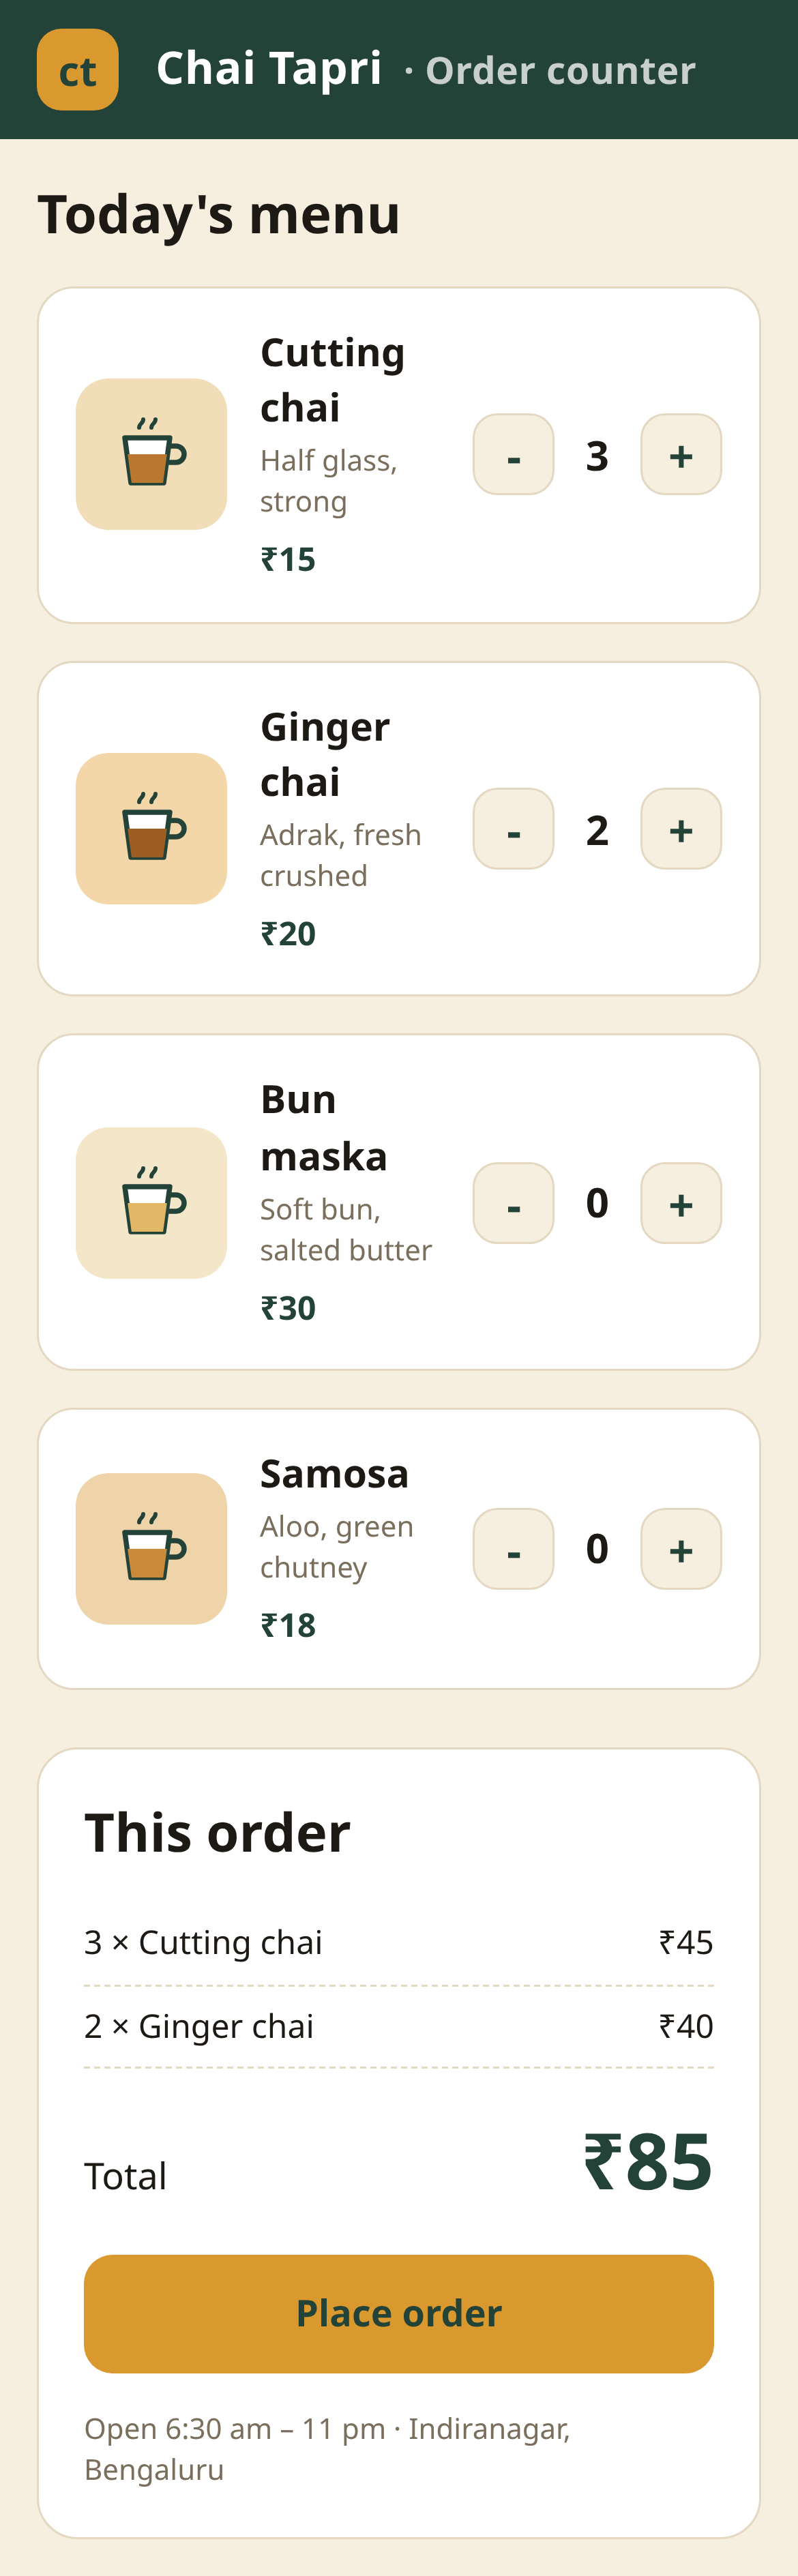 ct Chai Tapri · Order counter
Today's menu
Cutting
chai
Half glass,
strong
₹15
- 3 +
Ginger
chai
Adrak, fresh
crushed
₹20
- 2 +
Bun
maska
Soft bun,
salted butter
₹30
- 0 +
Samosa
Aloo, green
chutney
₹18
- 0 +
This order
3 × Cutting chai ₹45
2 × Ginger chai ₹40
Total ₹85
Place order
Open 6:30 am – 11 pm · Indiranagar,
Bengaluru